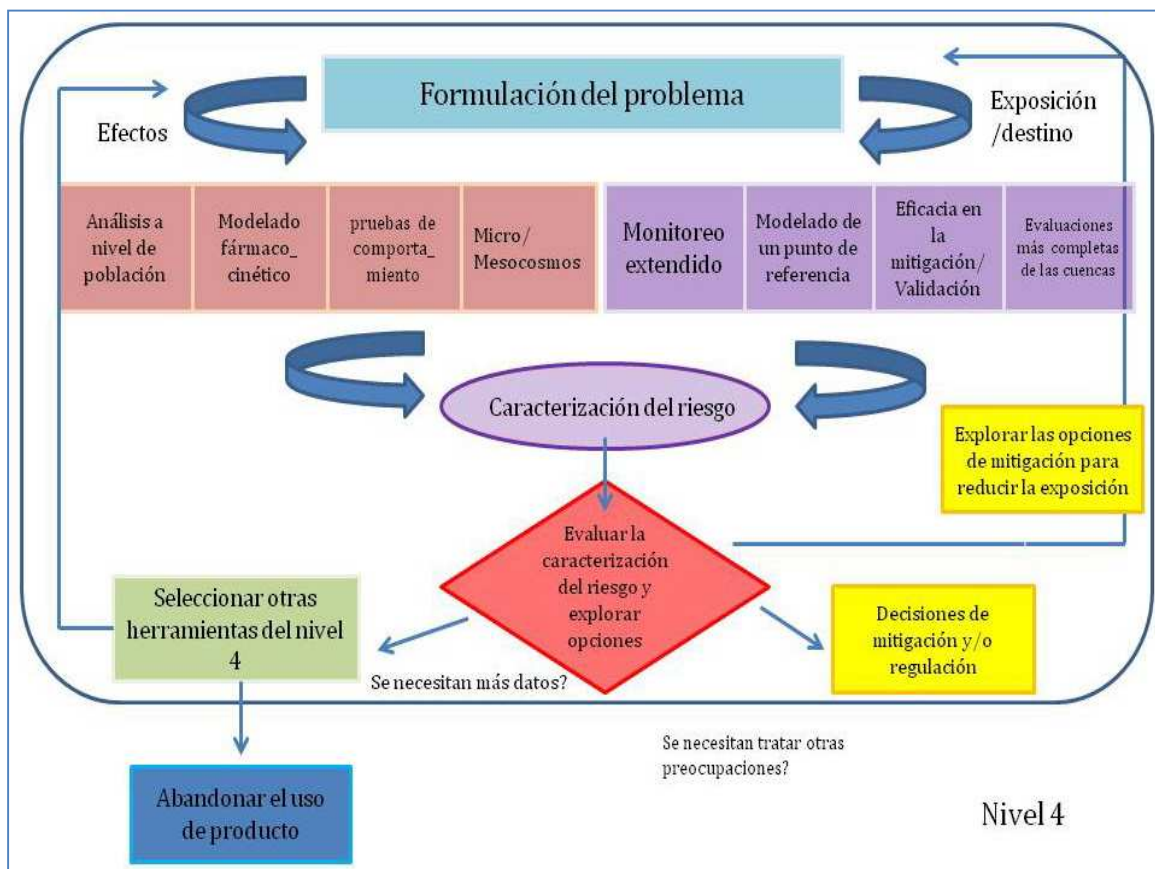 Formulación del problema
Efectos
Exposición
/destino
Análisis a
nivel de
población
Modelado
fármaco_
cinético
pruebas de
comporta_
miento
Micro/
Mesocosmos
Monitoreo
extendido
Modelado de
un punto de
referencia
Eficacia en
la
mitigación/
Validación
Evaluaciones
más completas
de las cuencas
Caracterización del riesgo
Explorar las opciones
de mitigación para
reducir la exposición
Evaluar la
caracterización
del riesgo y
explorar
opciones
Seleccionar otras
herramientas del nivel
4
Decisiones de
mitigación y/o
regulación
Se necesitan más datos?
Se necesitan tratar otras
preocupaciones?
Abandonar el uso
de producto
Nivel 4